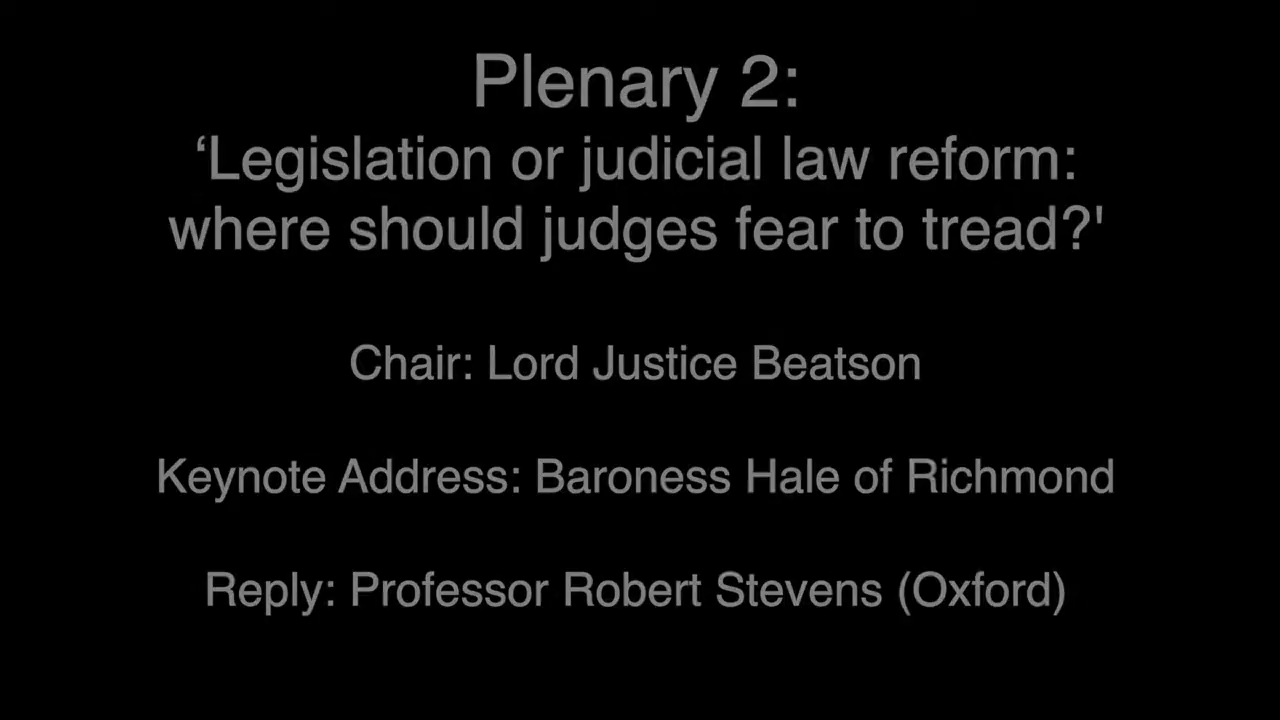 Plenary 2:
‘Legislation or judicial law reform:
where should judges fear to tread?'
Chair: Lord Justice Beatson
Keynote Address: Baroness Hale of Richmond
Reply: Professor Robert Stevens (Oxford)